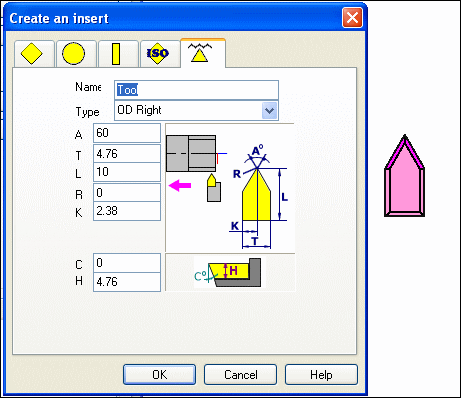 Create an insert
ISO
Name Tool
Type OD Right
A 60
T 4.76
L 10
R 0
K 2.38
A°
R
L
K
T
C 0
H 4.76
C° H
OK Cancel Help